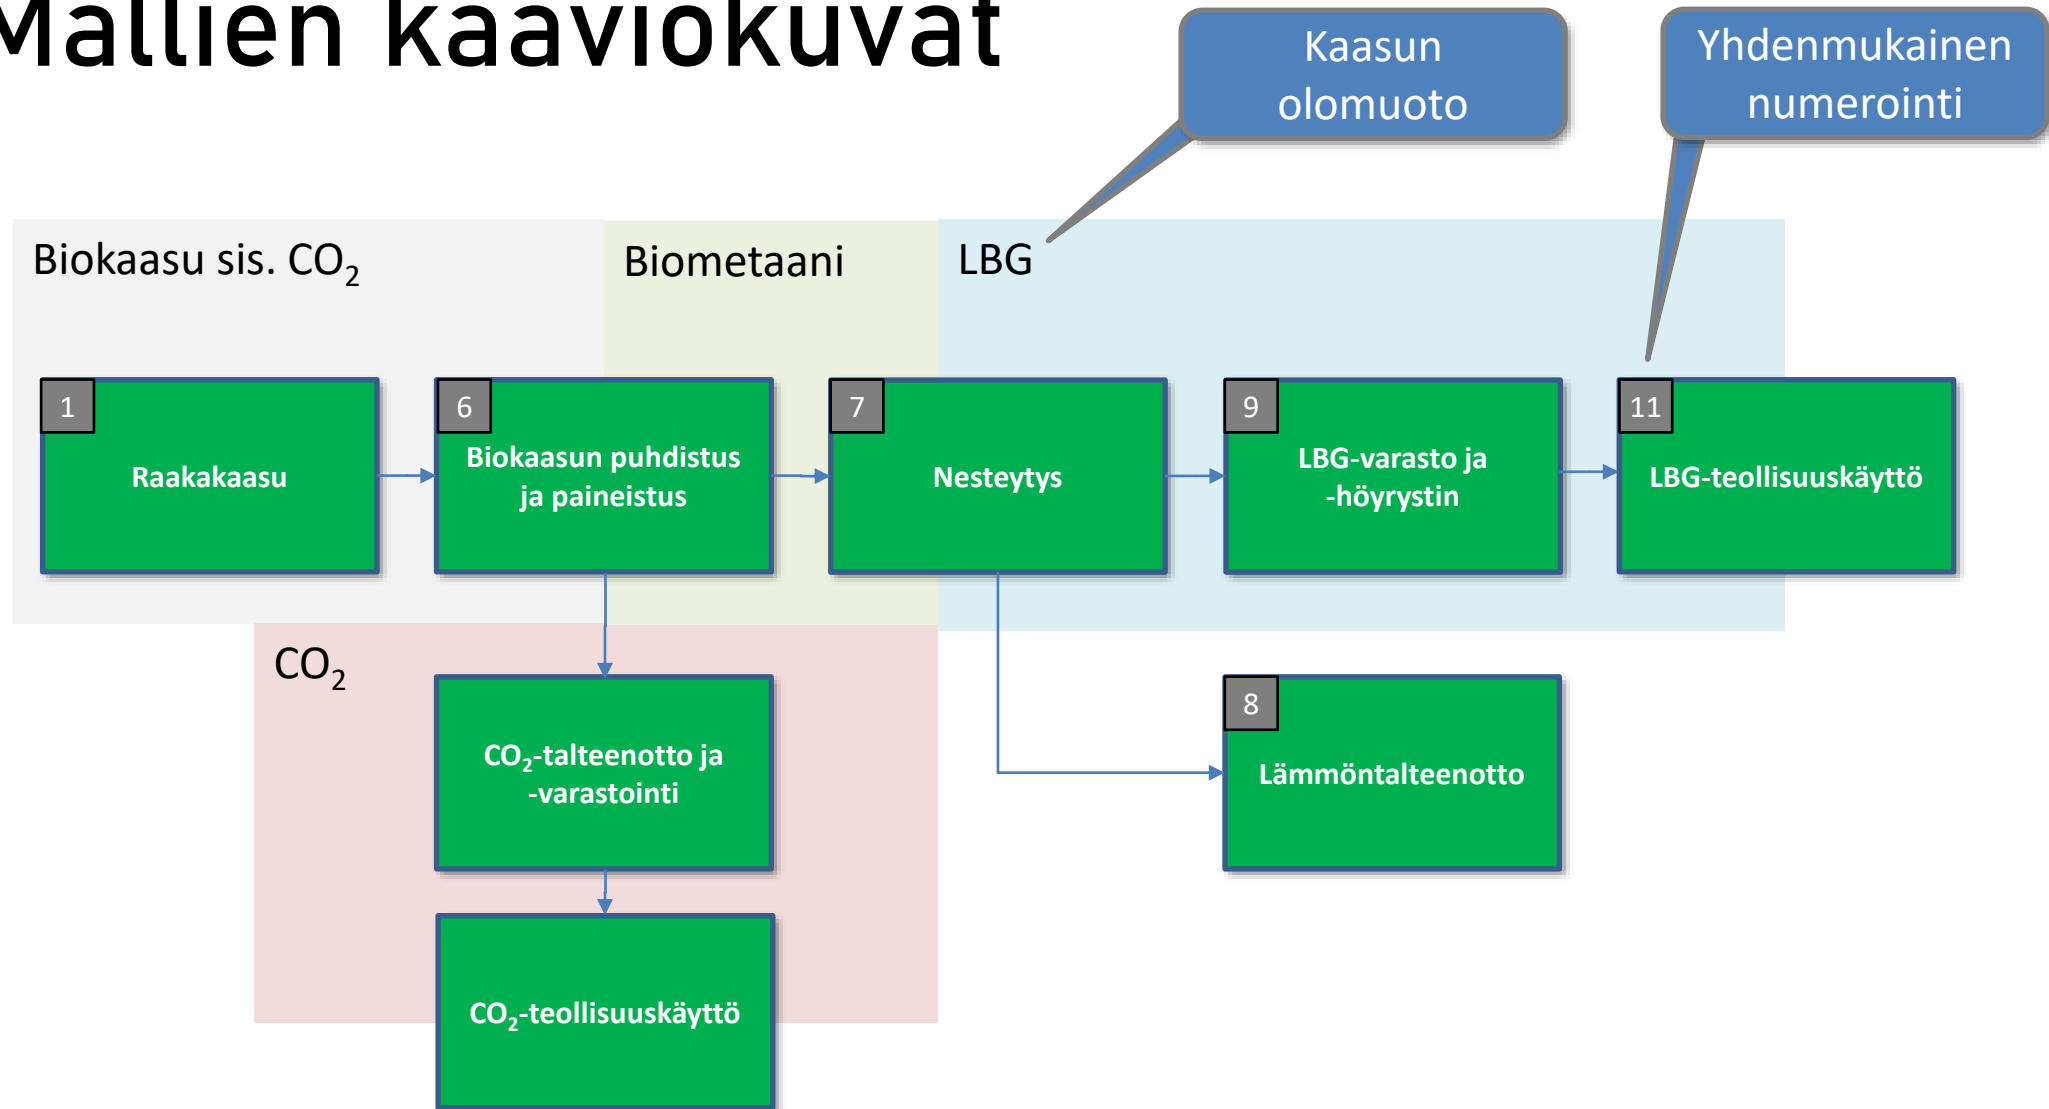 Mallien kaaviokuvat
Kaasun
olomuoto
Yhdenmukainen
numerointi
Biokaasu sis. CO₂
Biometaani
LBG
1
Raakakaasu
6
Biokaasun puhdistus
ja paineistus
7
Nesteytys
9
LBG-varasto ja
-höyrystin
11
LBG-teollisuuskäyttö
CO₂
CO₂-talteenotto ja
-varastointi
8
Lämmöntalteenotto
CO₂-teollisuuskäyttö